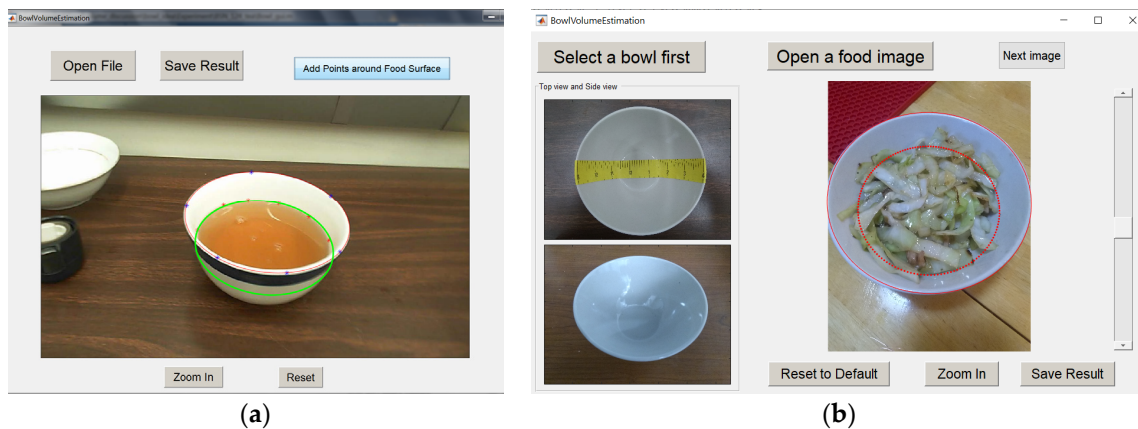 BowlVolumeEstimation
Open File
Save Result
Add Points around Food Surface
Zoom In
Reset
(a)
BowlVolumeEstimation
Select a bowl first
Open a food image
Next image
Top view and Side view
Reset to Default
Zoom In
Save Result
(b)